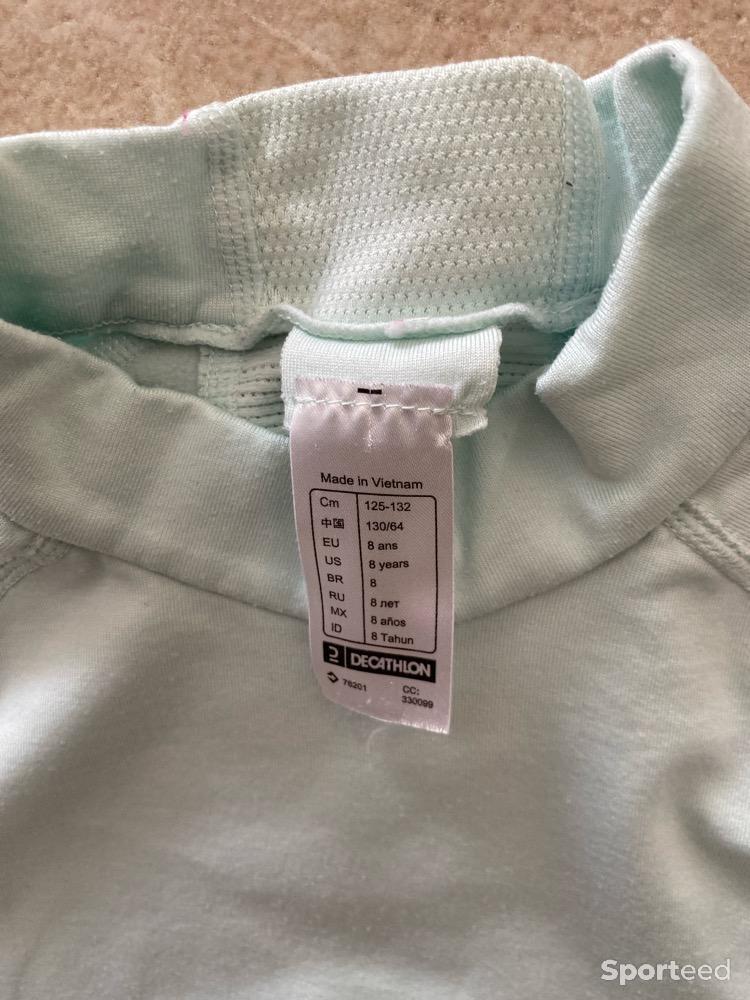 Made in Vietnam
Cm 125-132
中国 130/64
EU 8 ans
US 8 years
BR 8
RU 8 лет
MX 8 años
ID 8 Tahun
DECATHLON
76201 CC:
330099
Sporteed